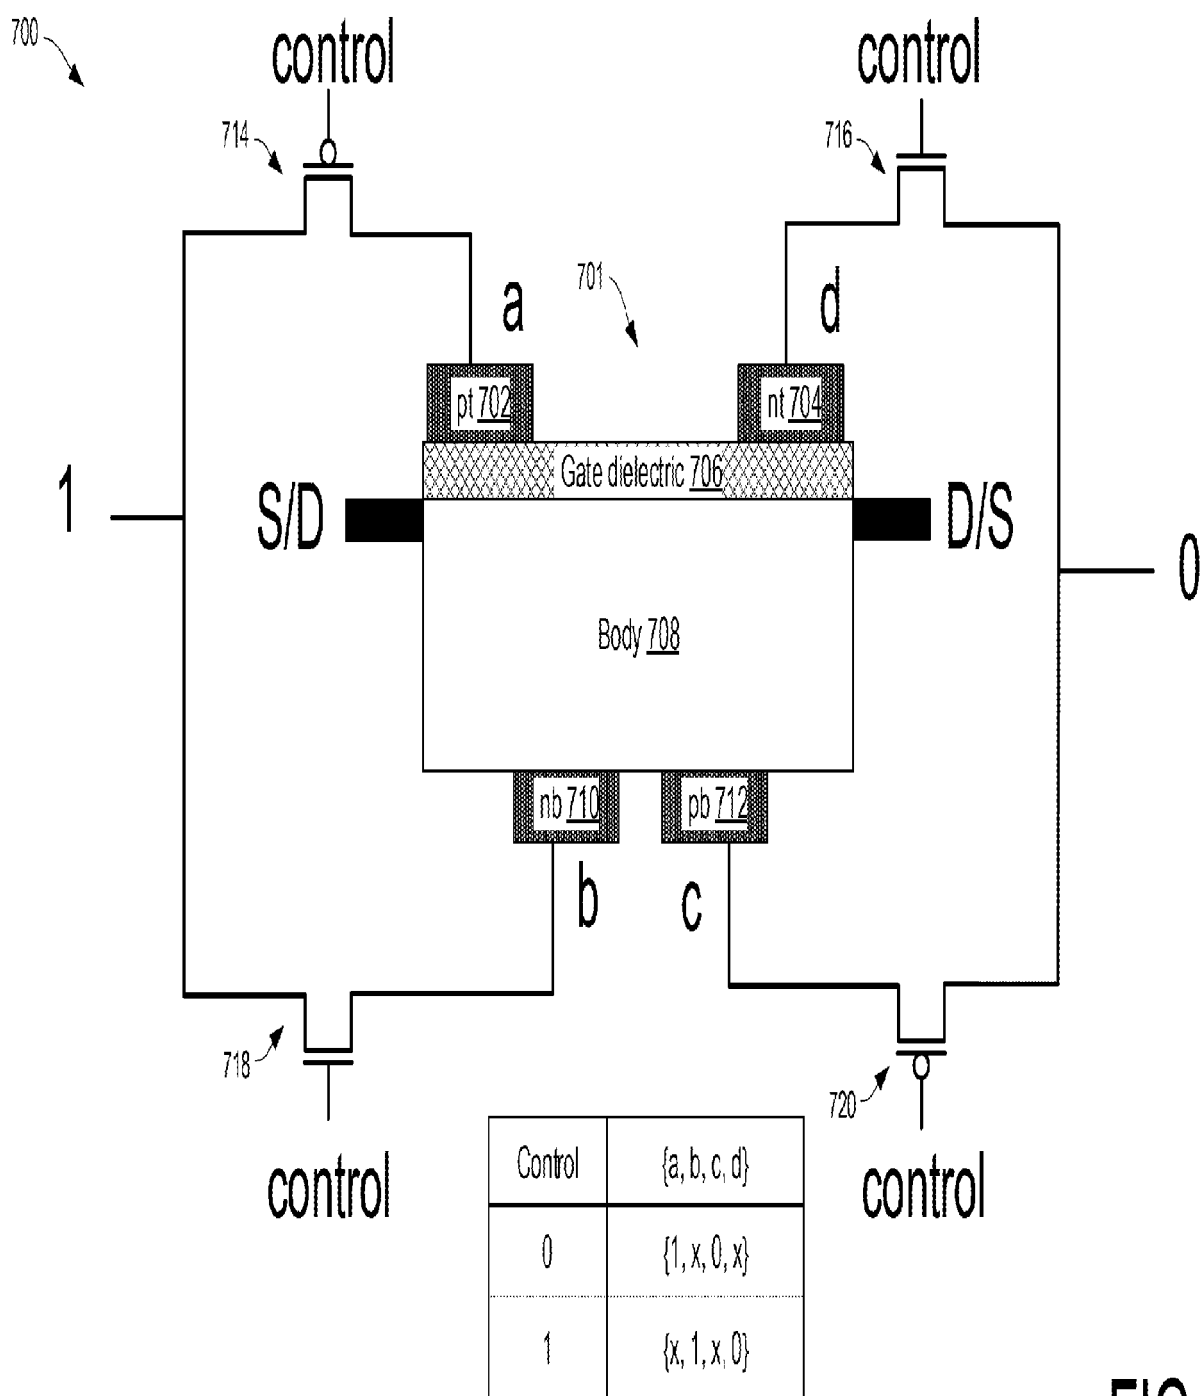 700
control
control
714
716
701
a
d
pt 702
nt 704
Gate dielectric 706
1
S/D
D/S
0
Body 708
nb 710
pb 712
b
c
718
720
control
control
Control {a, b, c, d}
0 {1, x, 0, x}
1 {x, 1, x, 0}